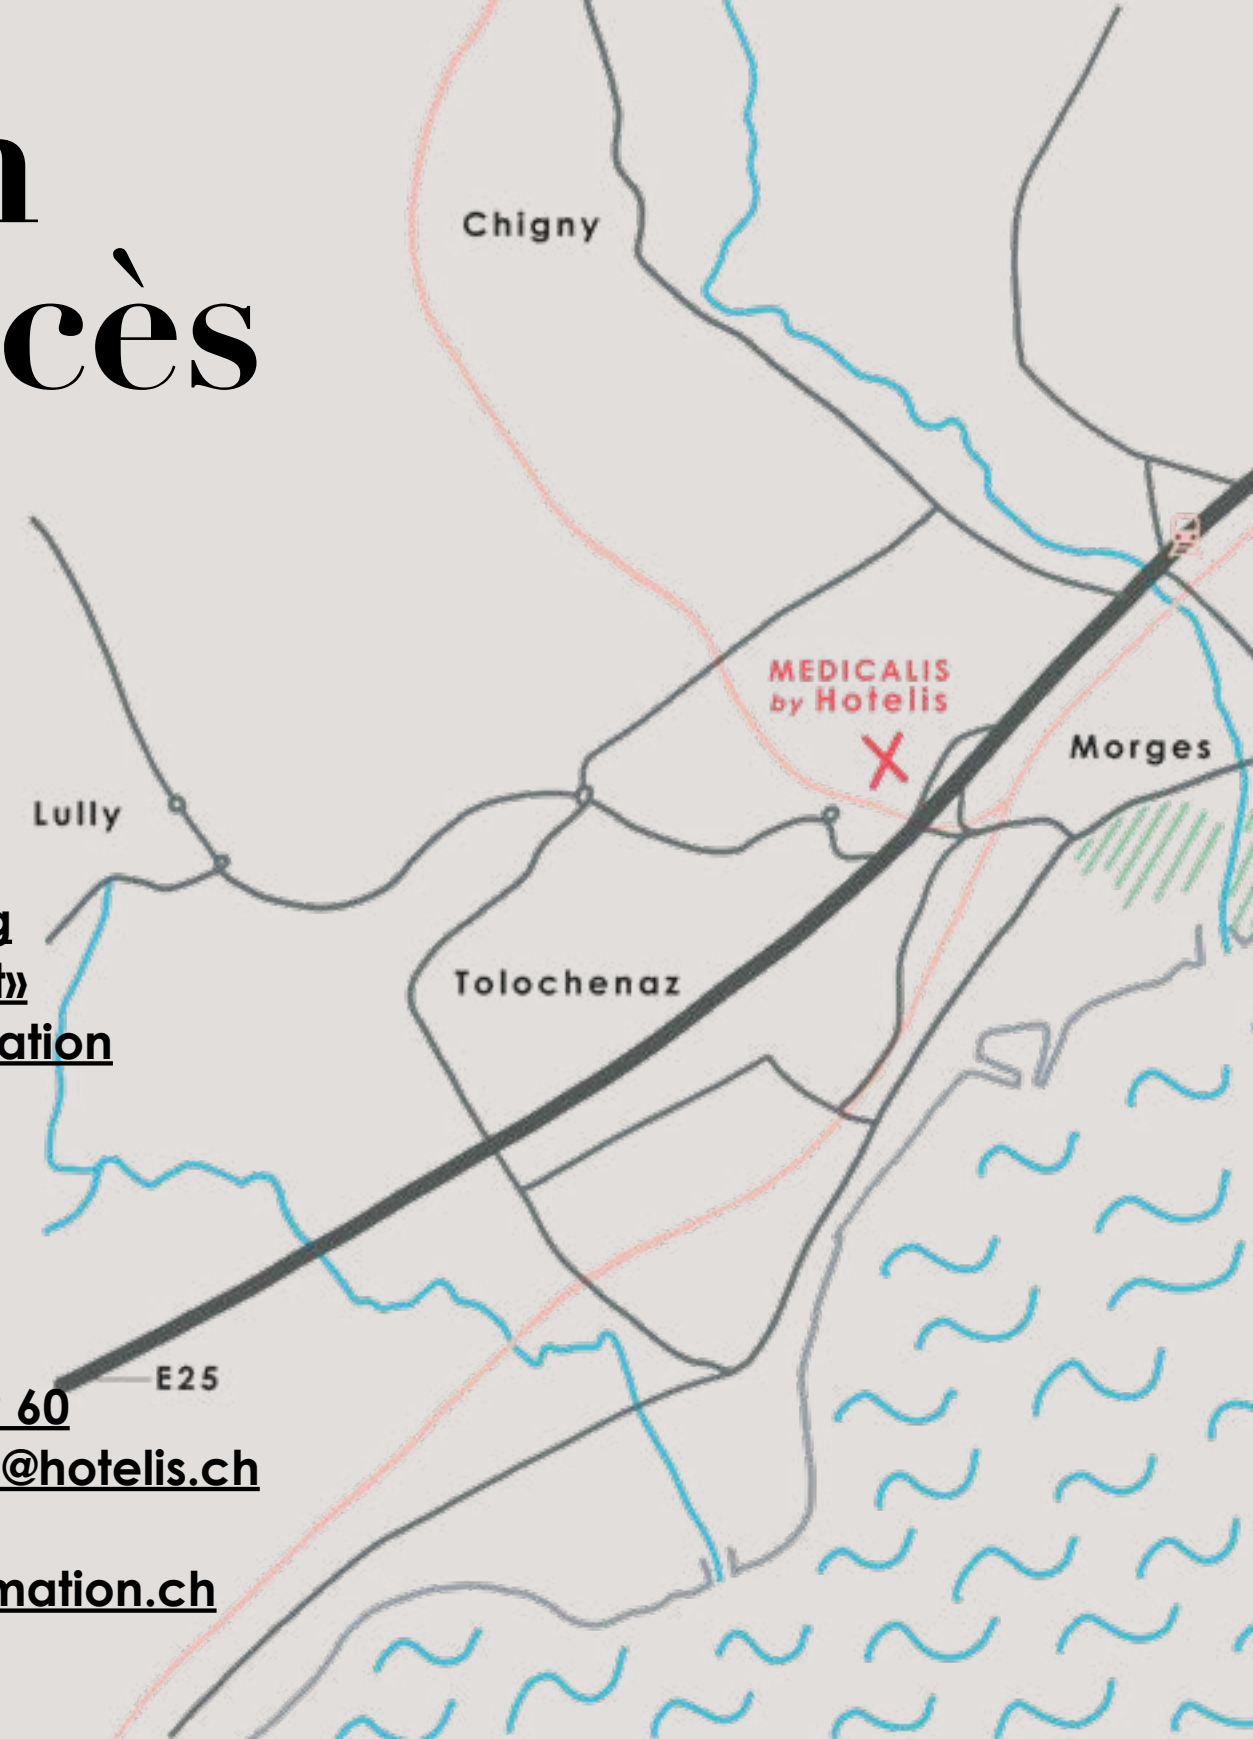 n
cès
Chigny
MEDICALIS
by Hotelis
Morges
Lully
g
t»
ation
Tolochenaz
E25
60
@hotelis.ch
mation.ch